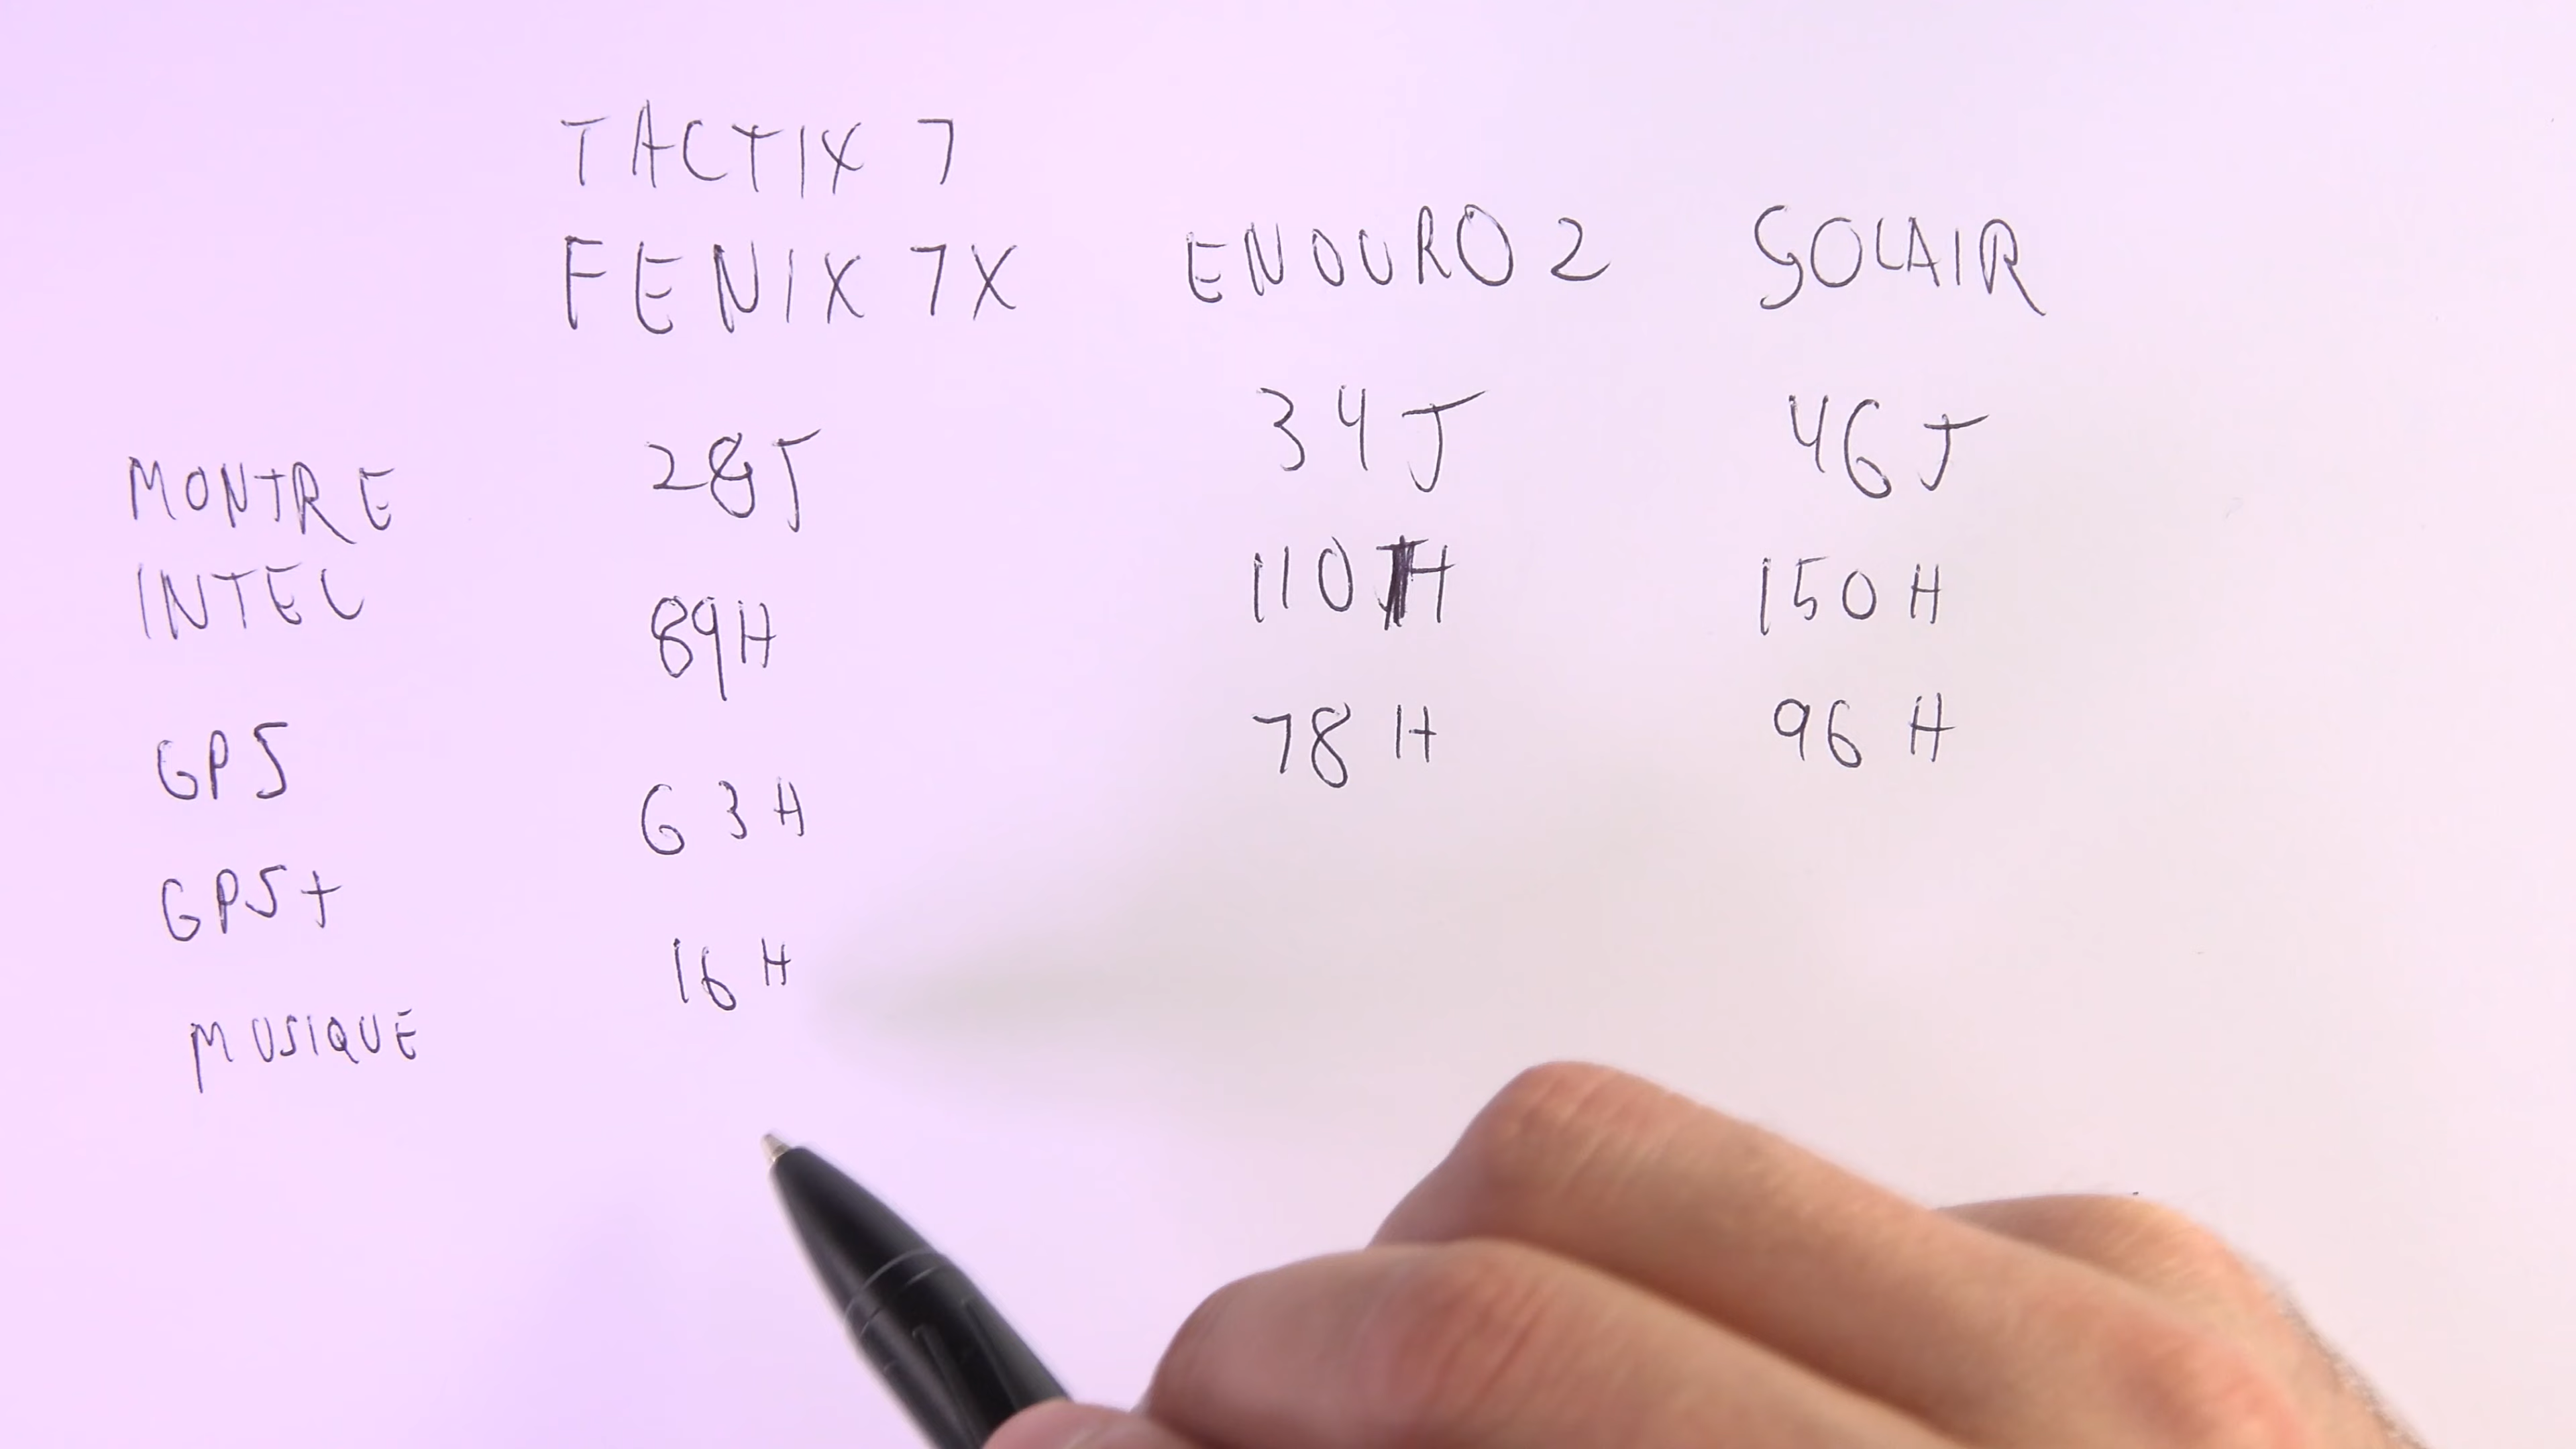 TACTIX 7
FENIX 7X ENDURO 2 SOLAIR
MONTRE 28J 34J 46J
INTEL
GPS 89H 110H 150H
GPS+ 63H 78H 96H
MUSIQUE 16H